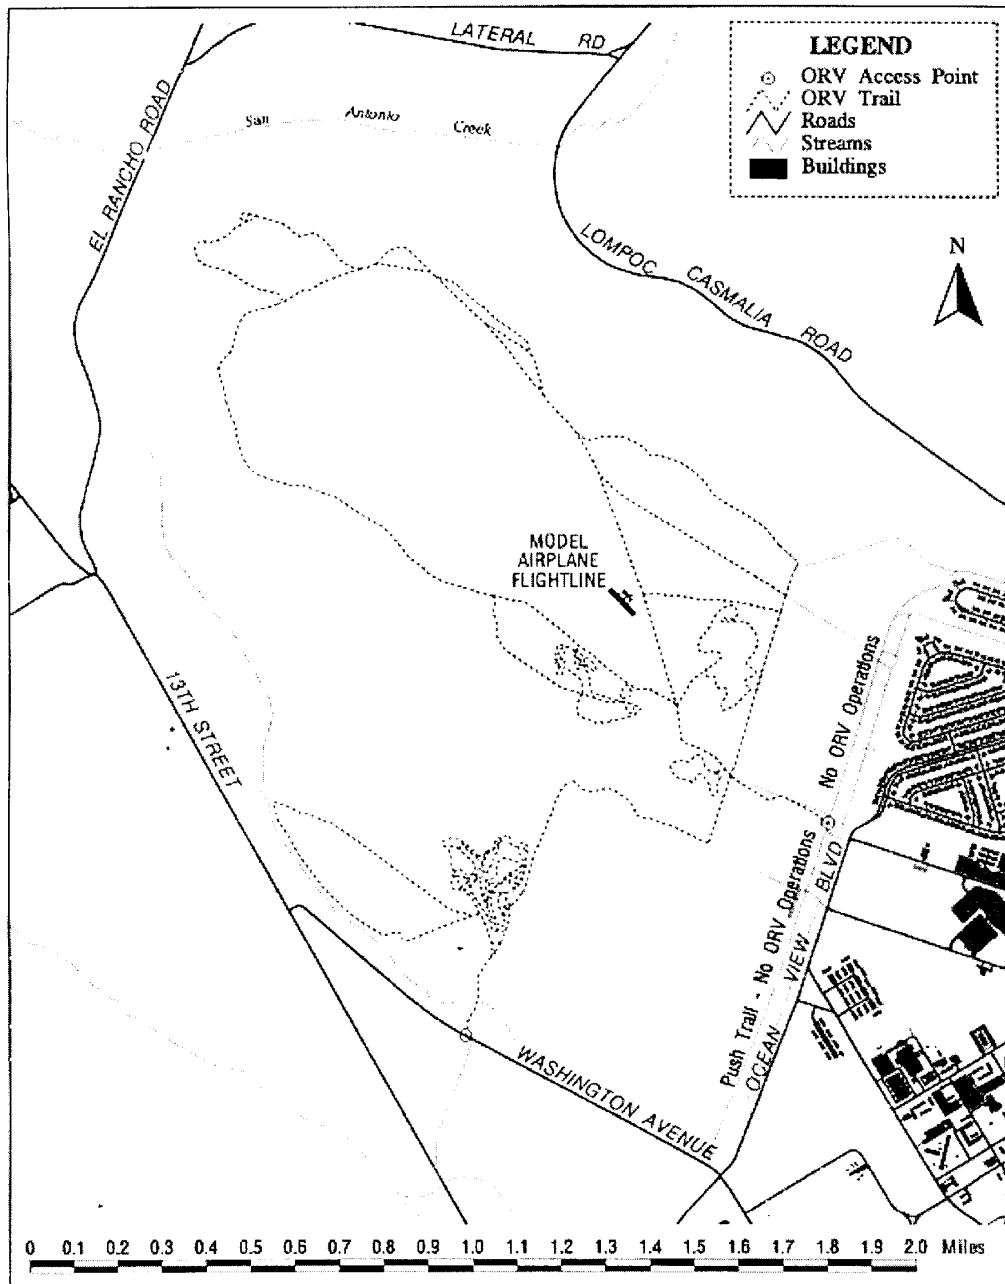 LATERAL RD
LEGEND
ORV Access Point
ORV Trail
Roads
Streams
Buildings
San Antonio Creek
EL RANCHO ROAD
LOMPOC CASMALIA ROAD
N
MODEL
AIRPLANE
FLIGHTLINE
13TH STREET
No ORV Operations
Push Trail - No ORV Operations
OCEAN VIEW BLVD
WASHINGTON AVENUE
0 0.1 0.2 0.3 0.4 0.5 0.6 0.7 0.8 0.9 1.0 1.1 1.2 1.3 1.4 1.5 1.6 1.7 1.8 1.9 2.0 Miles